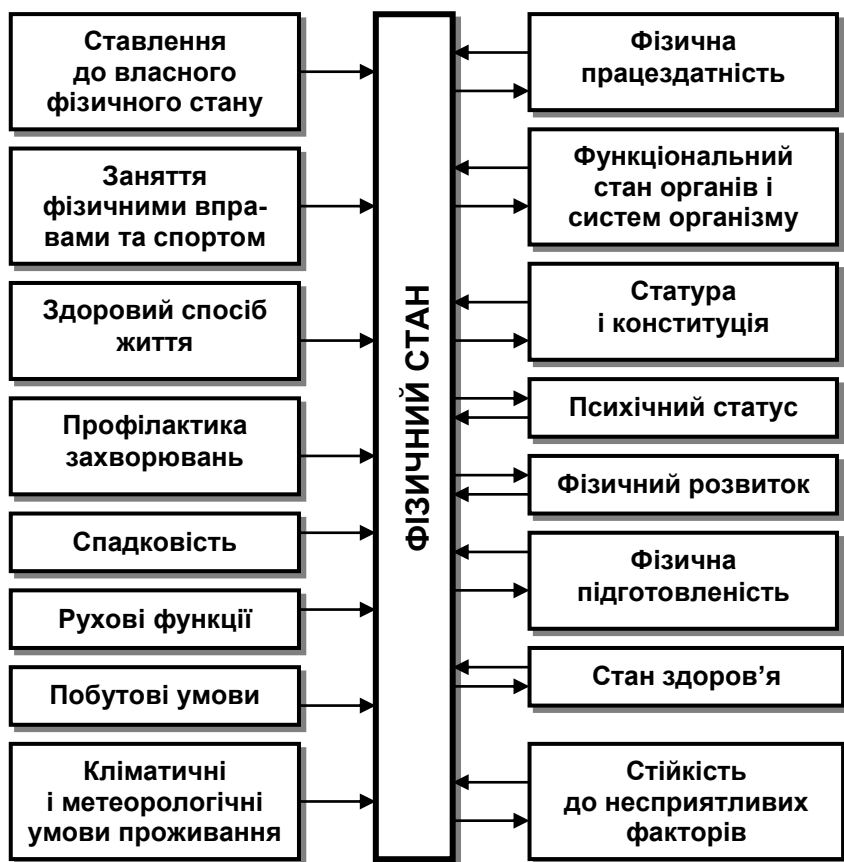 Ставлення
до власного
фізичного стану
Заняття
фізичними впра-
вами та спортом
Здоровий спосіб
життя
Профілактика
захворювань
Спадковість
Рухові функції
Побутові умови
Кліматичні
і метеорологічні
умови проживання
ФІЗИЧНИЙ СТАН
Фізична
працездатність
Функціональний
стан органів і
систем організму
Статура
і конституція
Психічний статус
Фізичний розвиток
Фізична
підготовленість
Стан здоров’я
Стійкість
до несприятливих
факторів